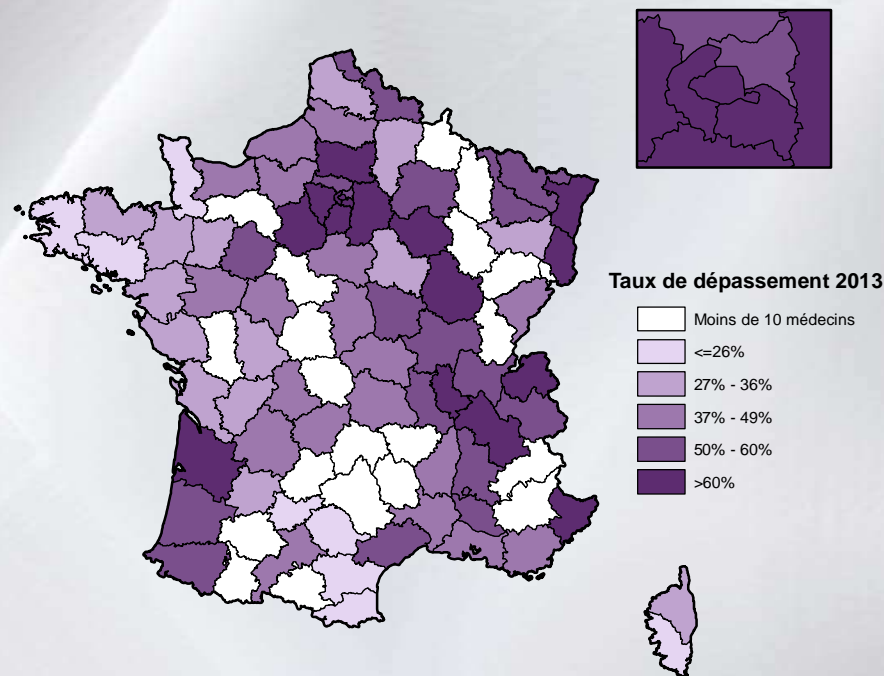 Taux de dépassement 2013
Moins de 10 médecins
<=26%
27% - 36%
37% - 49%
50% - 60%
>60%